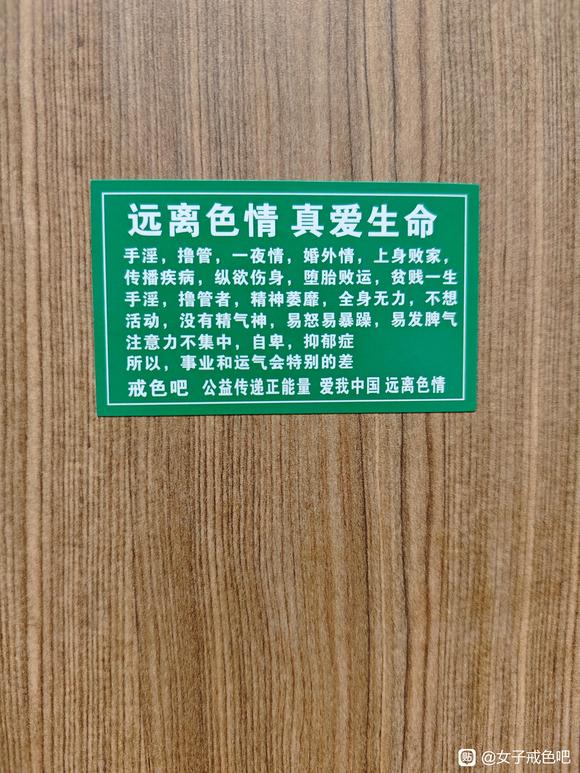 远离色情 真爱生命
手淫，撸管，一夜情，婚外情，上身败家，
传播疾病，纵欲伤身，堕胎败运，贫贱一生
手淫，撸管者，精神萎靡，全身无力，不想
活动，没有精气神，易怒易暴躁，易发脾气
注意力不集中，自卑，抑郁症
所以，事业和运气会特别的差
戒色吧 公益传递正能量 爱我中国 远离色情
贴 @女子戒色吧